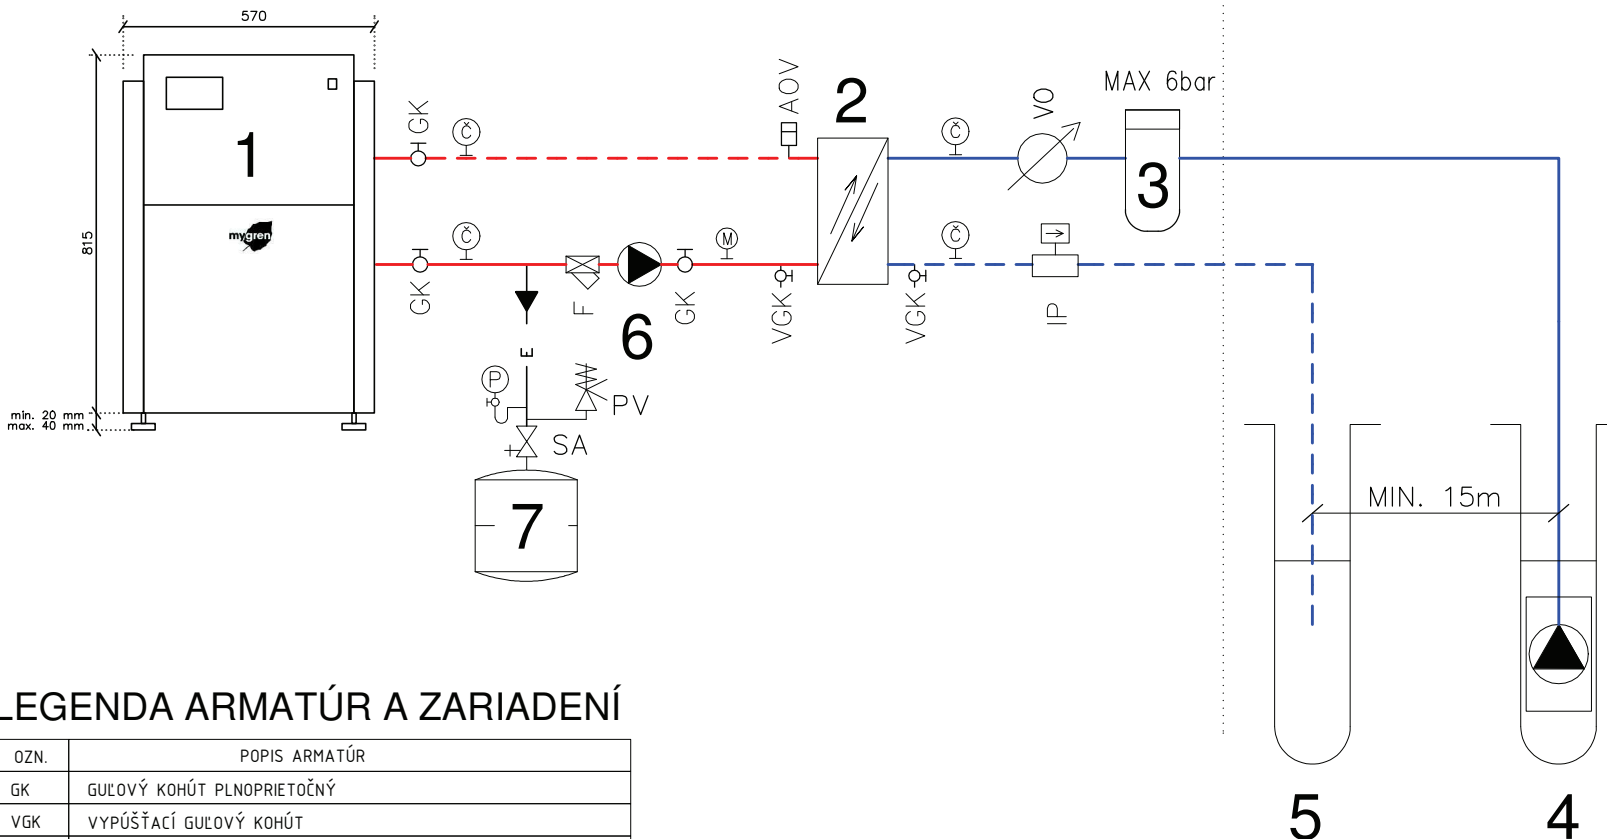 570
815
min. 20 mm
max. 40 mm
1
mygren
GK
Č
AOV
2
Č
VO
MAX 6bar
3
GK
Č
E
F
6
GK
M
VGK
Č
VGK
IP
P
PV
SA
7
MIN. 15m
5
4
LEGENDA ARMATÚR A ZARIADENÍ
OZN. POPIS ARMATÚR
GK GUĽOVÝ KOHÚT PLNOPRIETOČNÝ
VGK VYPÚŠŤACÍ GUĽOVÝ KOHÚT